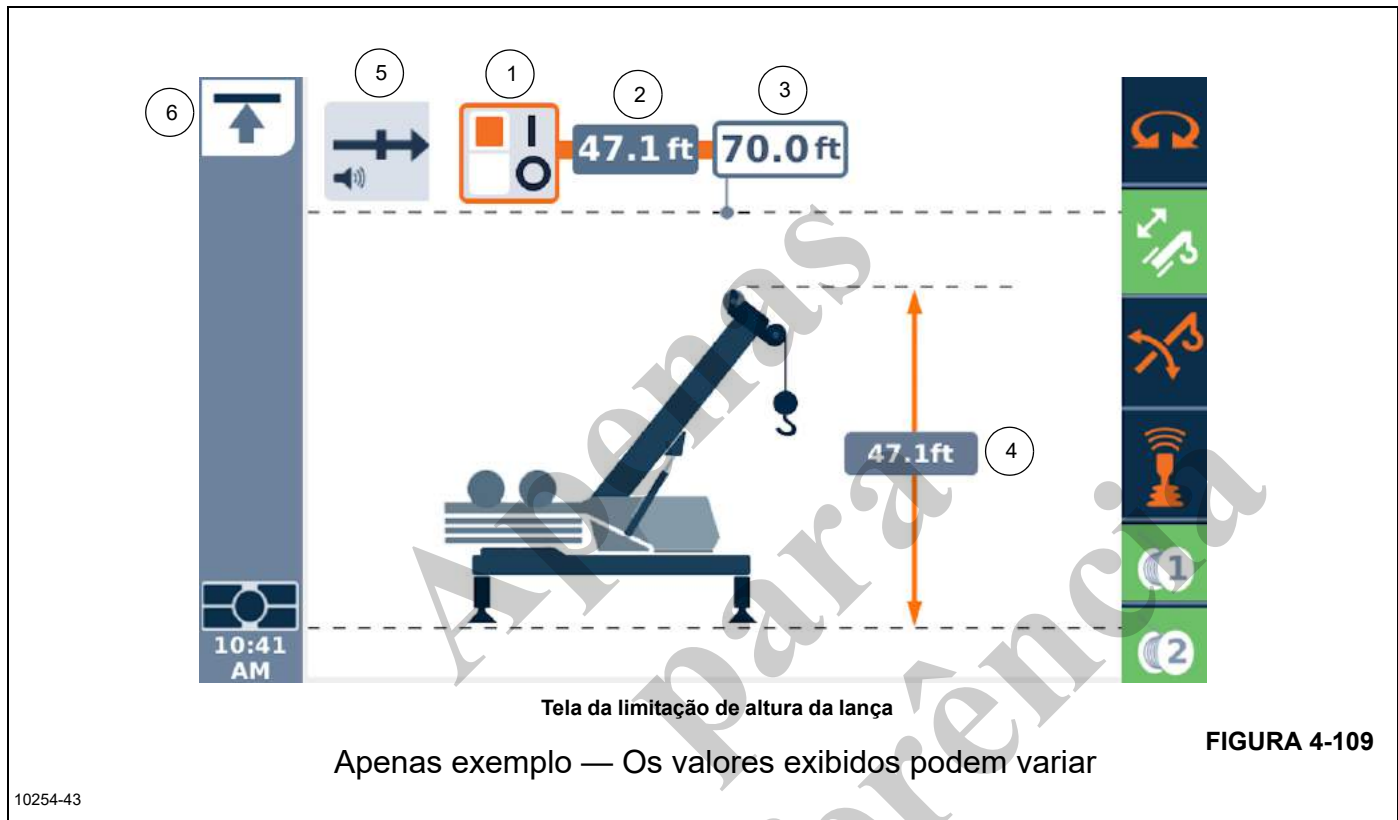 5
1
2
3
6
47.1 ft
70.0 ft
47.1ft
4
1
2
10:41
AM
Tela da limitação de altura da lança
FIGURA 4-109
Apenas exemplo — Os valores exibidos podem variar
10254-43
Apenas
para
referência